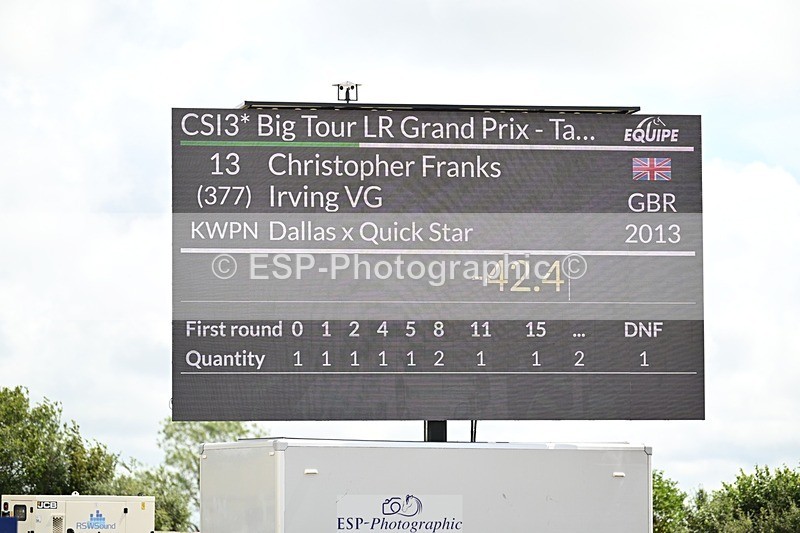 CSI3* Big Tour LR Grand Prix - Ta... EQUIPE
13 Christopher Franks
(377) Irving VG GBR
KWPN Dallas x Quick Star 2013
© ESP-Photographic ©
-42.4
First round 0 1 2 4 5 8 11 15 ... DNF
Quantity 1 1 1 1 1 2 1 1 2 1
JCB
RSWSound
ESP-Photographic